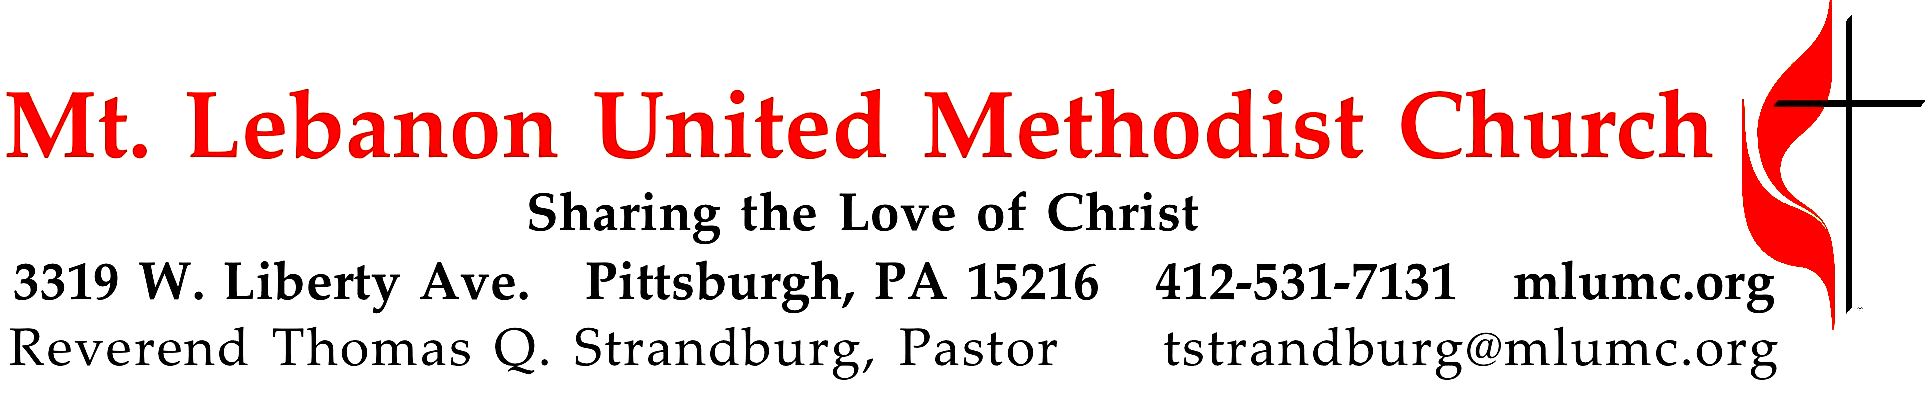 Mt. Lebanon United Methodist Church
Sharing the Love of Christ
3319 W. Liberty Ave. Pittsburgh, PA 15216 412-531-7131 mlumc.org
Reverend Thomas Q. Strandburg, Pastor tstrandburg@mlumc.org